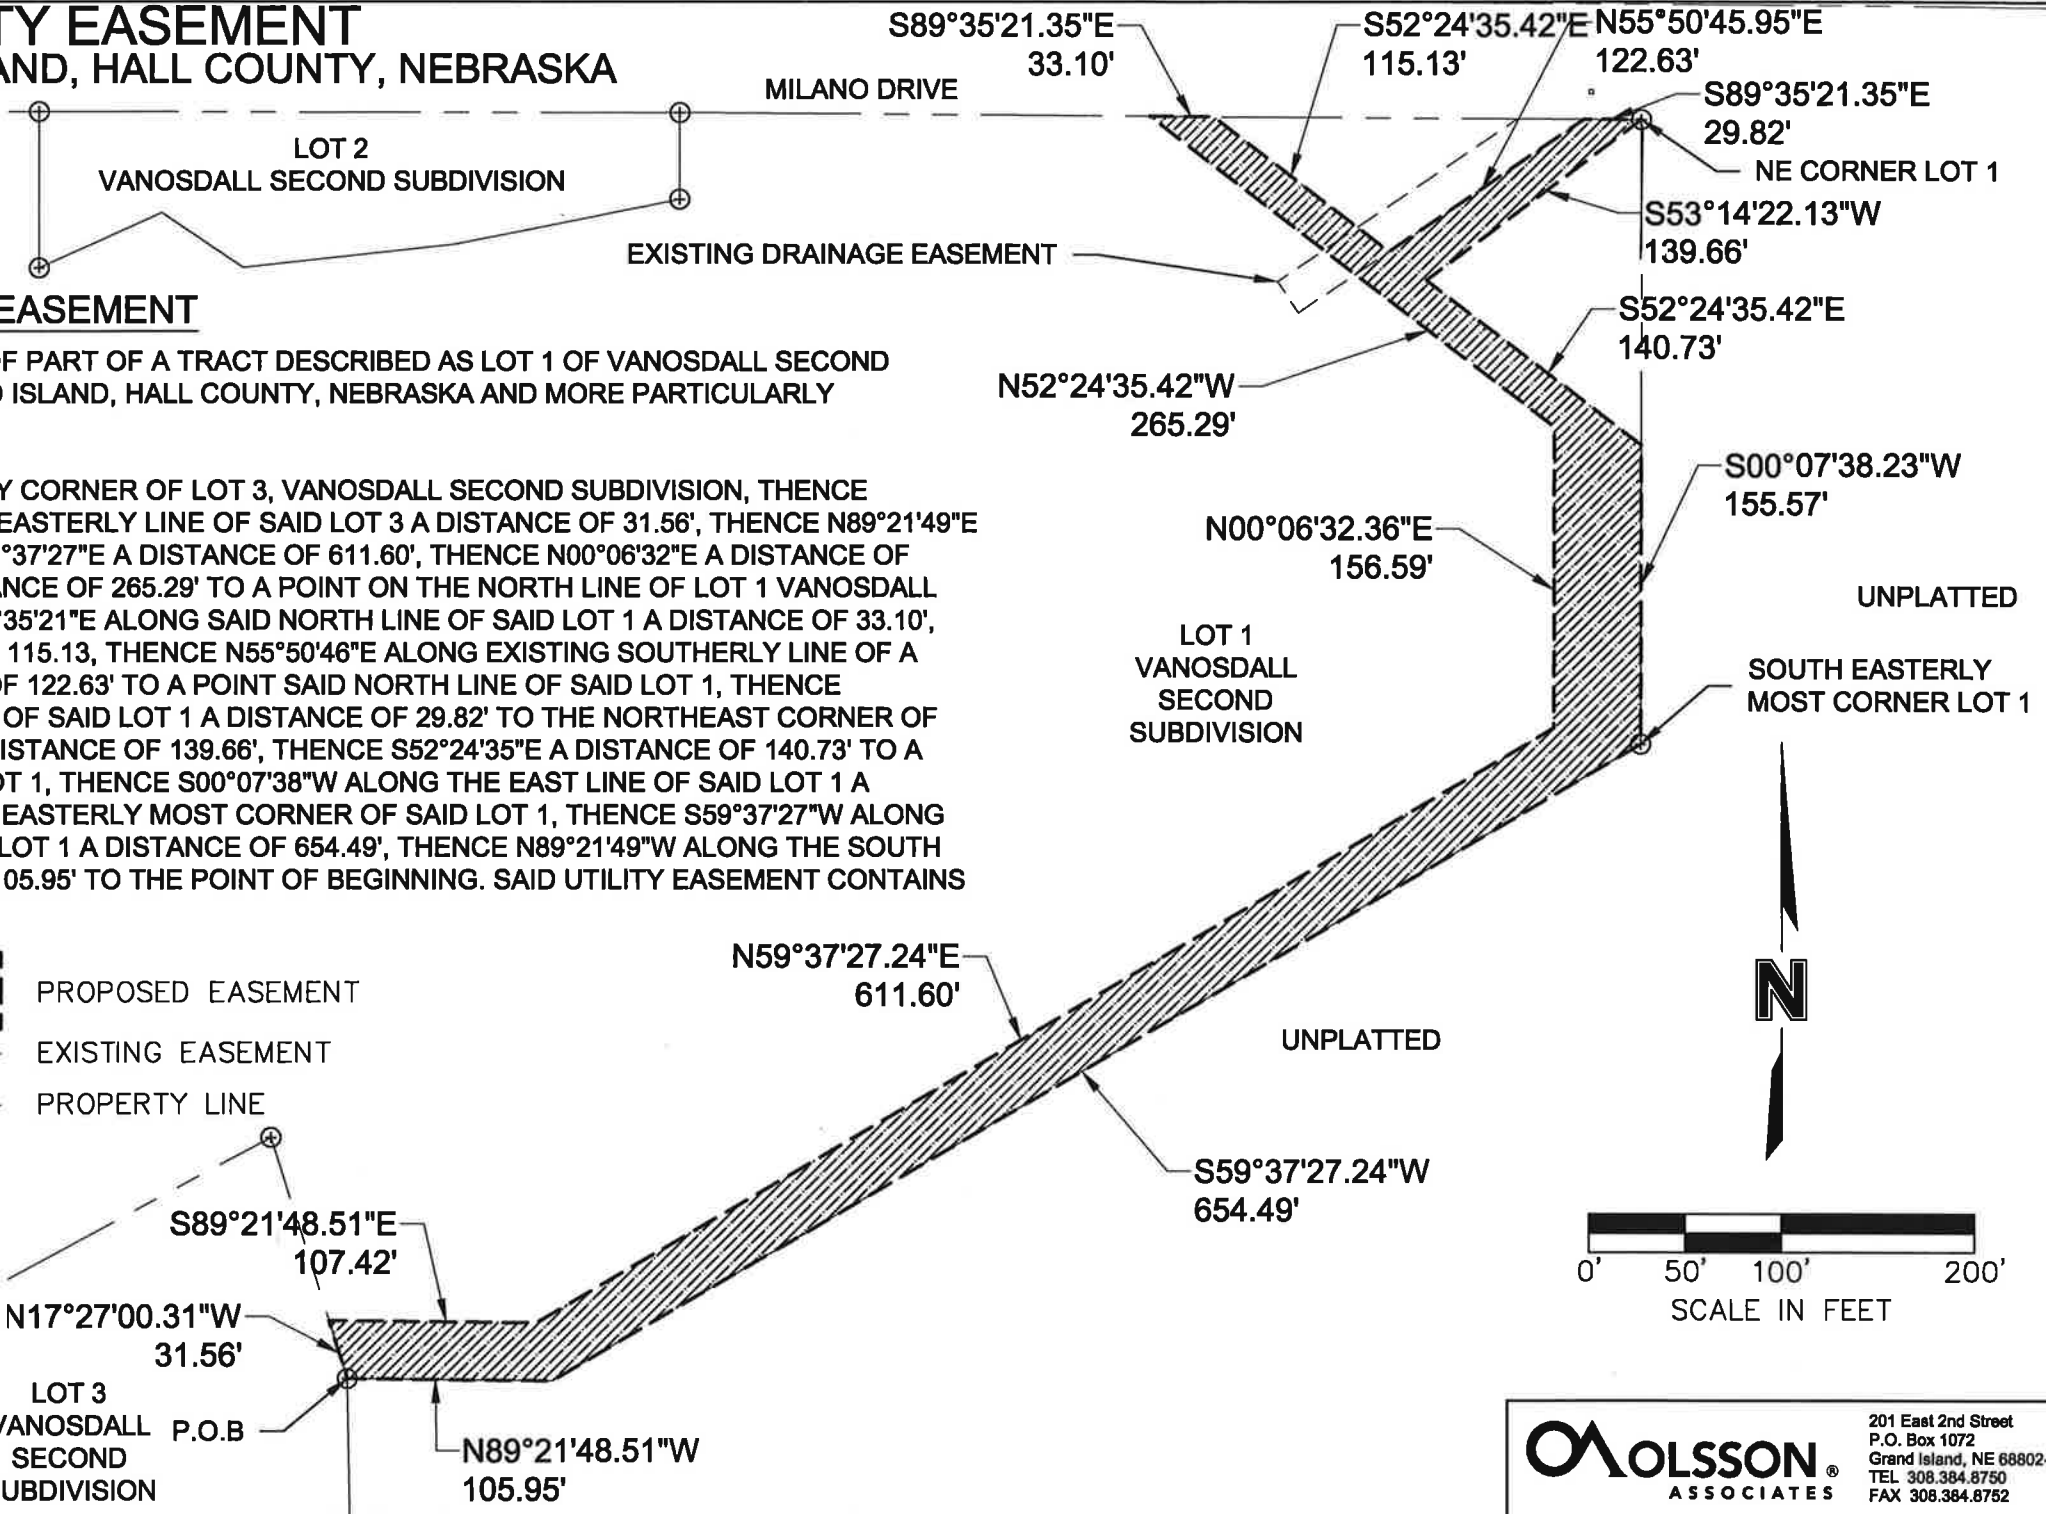 TY EASEMENT
AND, HALL COUNTY, NEBRASKA
S89°35'21.35"E
33.10'
S52°24'35.42"E
115.13'
N55°50'45.95"E
122.63'
MILANO DRIVE
S89°35'21.35"E
29.82'
LOT 2
VANOSDALL SECOND SUBDIVISION
NE CORNER LOT 1
S53°14'22.13"W
139.66'
EXISTING DRAINAGE EASEMENT
EASEMENT
S52°24'35.42"E
140.73'
OF PART OF A TRACT DESCRIBED AS LOT 1 OF VANOSDALL SECOND
D ISLAND, HALL COUNTY, NEBRASKA AND MORE PARTICULARLY
N52°24'35.42"W
265.29'
Y CORNER OF LOT 3, VANOSDALL SECOND SUBDIVISION, THENCE
EASTERLY LINE OF SAID LOT 3 A DISTANCE OF 31.56', THENCE N89°21'49"E
°37'27"E A DISTANCE OF 611.60', THENCE N00°06'32"E A DISTANCE OF
ANCE OF 265.29' TO A POINT ON THE NORTH LINE OF LOT 1 VANOSDALL
°35'21"E ALONG SAID NORTH LINE OF SAID LOT 1 A DISTANCE OF 33.10',
115.13, THENCE N55°50'46"E ALONG EXISTING SOUTHERLY LINE OF A
OF 122.63' TO A POINT SAID NORTH LINE OF SAID LOT 1, THENCE
OF SAID LOT 1 A DISTANCE OF 29.82' TO THE NORTHEAST CORNER OF
DISTANCE OF 139.66', THENCE S52°24'35"E A DISTANCE OF 140.73' TO A
OT 1, THENCE S00°07'38"W ALONG THE EAST LINE OF SAID LOT 1 A
EASTERLY MOST CORNER OF SAID LOT 1, THENCE S59°37'27"W ALONG
LOT 1 A DISTANCE OF 654.49', THENCE N89°21'49"W ALONG THE SOUTH
05.95' TO THE POINT OF BEGINNING. SAID UTILITY EASEMENT CONTAINS
S00°07'38.23"W
155.57'
N00°06'32.36"E
156.59'
UNPLATTED
LOT 1
VANOSDALL
SECOND
SUBDIVISION
SOUTH EASTERLY
MOST CORNER LOT 1
N59°37'27.24"E
611.60'
PROPOSED EASEMENT
EXISTING EASEMENT
PROPERTY LINE
N
UNPLATTED
S59°37'27.24"W
654.49'
S89°21'48.51"E
107.42'
0' 50' 100' 200'
SCALE IN FEET
N17°27'00.31"W
31.56'
LOT 3
VANOSDALL
SECOND
UBDIVISION
P.O.B
N89°21'48.51"W
105.95'
OLSSON ®
ASSOCIATES
201 East 2nd Street
P.O. Box 1072
Grand Island, NE 68802-
TEL 308.384.8750
FAX 308.384.8752